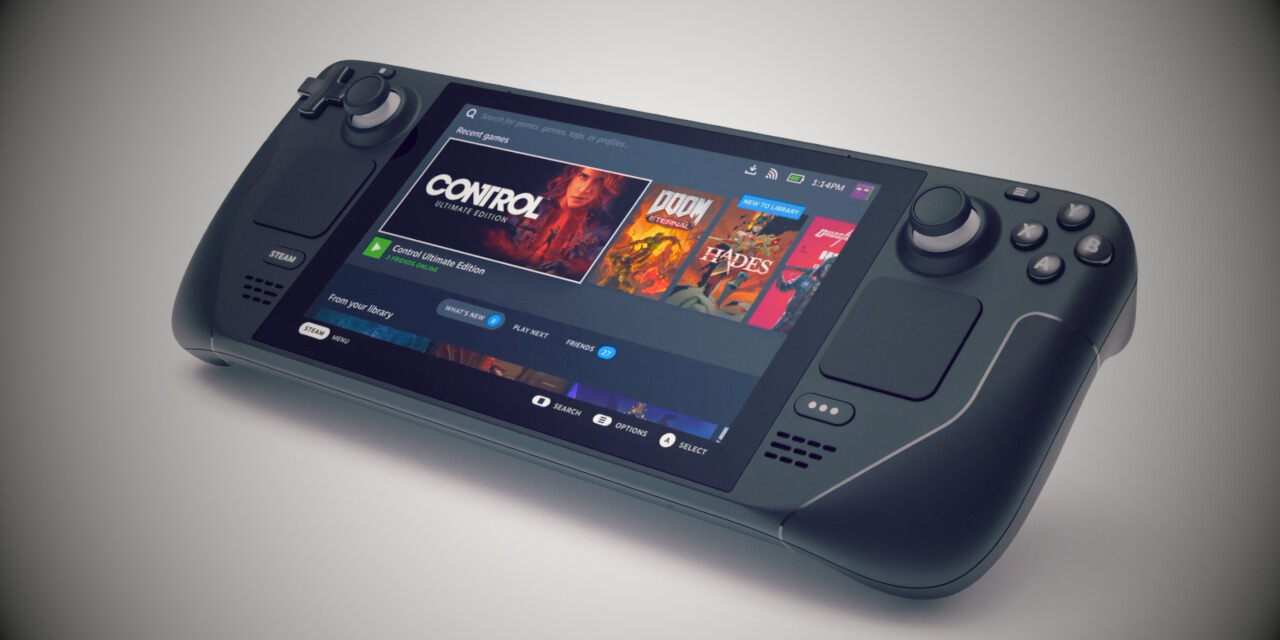 Search for games, genres, tags, or profiles...
Recent games
1:14PM
CONTROL
ULTIMATE EDITION
DOOM
ETERNAL
NEW TO LIBRARY
HADES
Control Ultimate Edition
3 FRIENDS ONLINE
From your library
WHAT'S NEW 6
PLAY NEXT
FRIENDS 27
STEAM MENU
SEARCH
OPTIONS
A SELECT
STEAM
Y
X
B
A